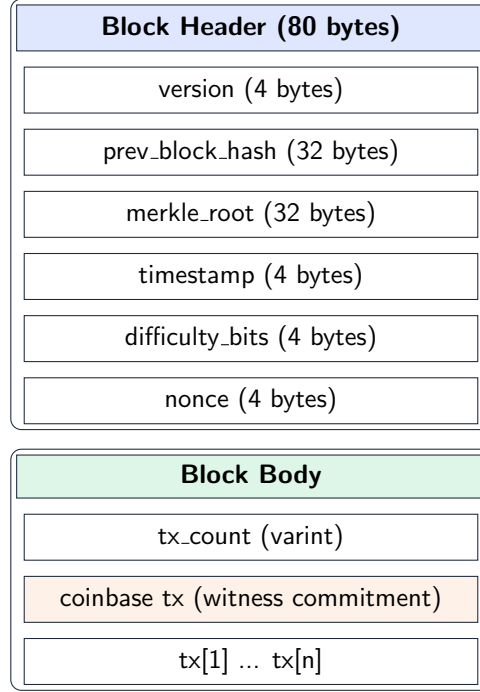 Block Header (80 bytes)
version (4 bytes)
prev_block_hash (32 bytes)
merkle_root (32 bytes)
timestamp (4 bytes)
difficulty_bits (4 bytes)
nonce (4 bytes)
Block Body
tx_count (varint)
coinbase tx (witness commitment)
tx[1] ... tx[n]